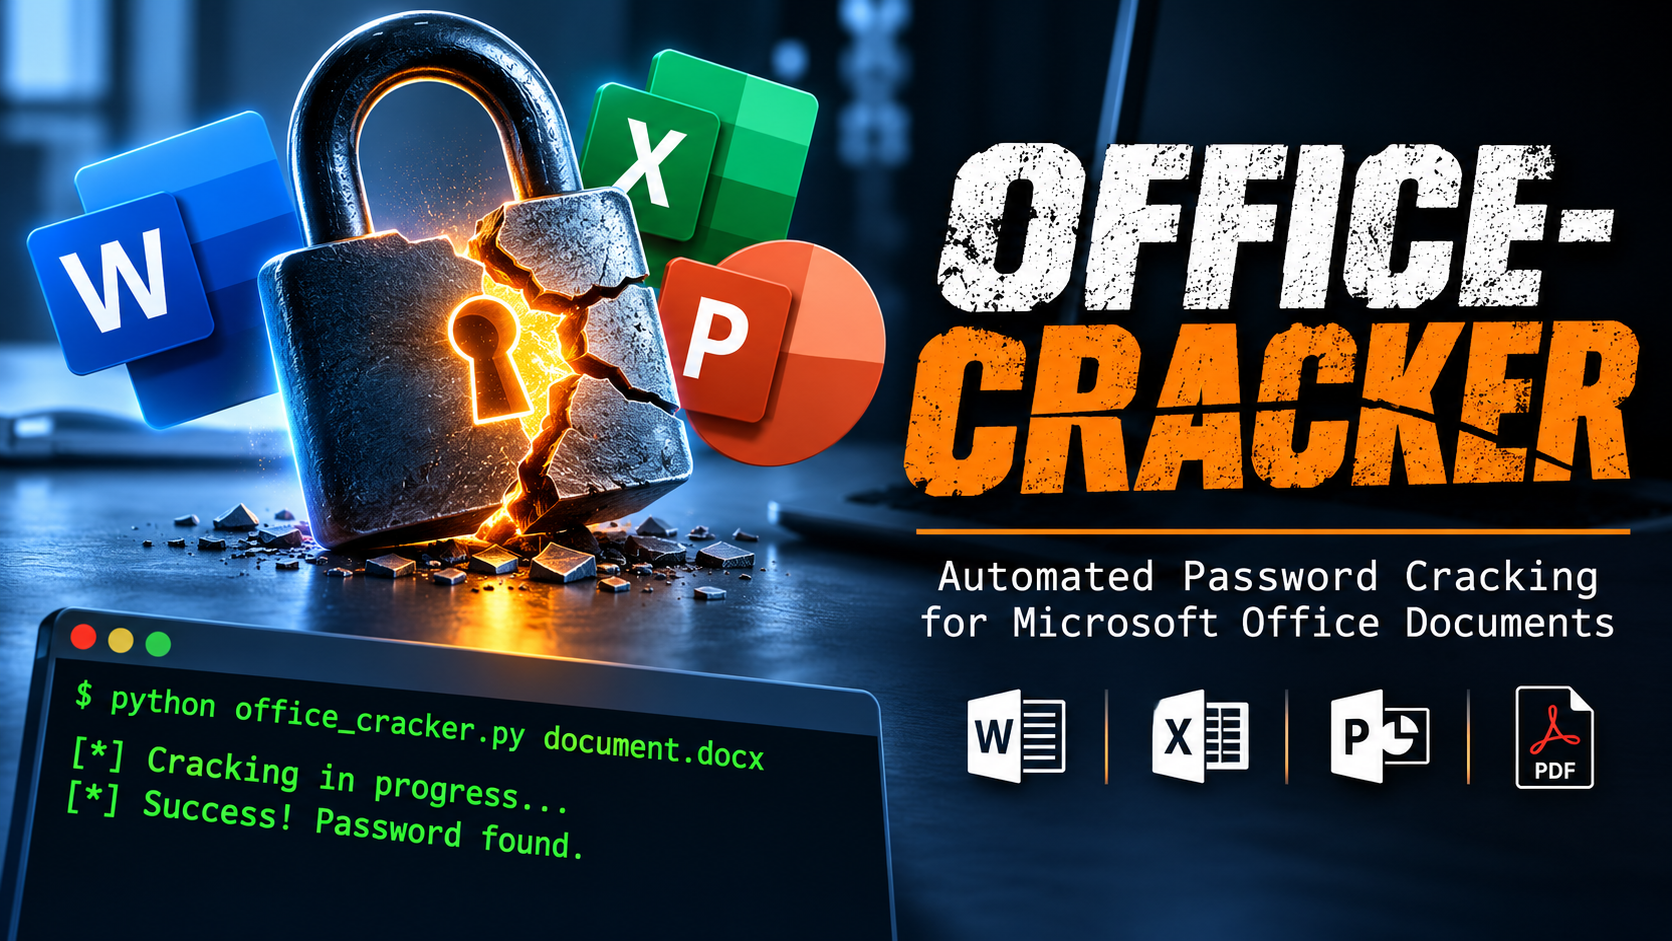 W
X
P
OFFICE-
CRACKER
Automated Password Cracking
for Microsoft Office Documents
W
X
P
PDF
$ python office_cracker.py document.docx
[*] Cracking in progress...
[*] Success! Password found.